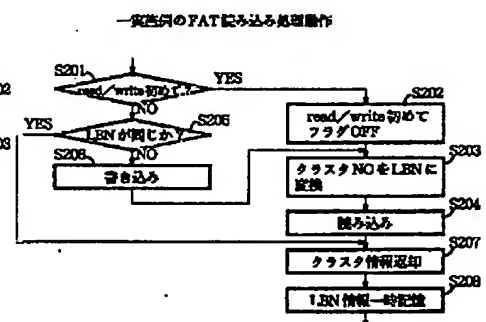 一実施例のFAT読み込み処理動作
S201
read/write初めて?
YES
NO
02
S202
read/write初めて
フラグOFF
03
YES
LBNが同じか
S205
NO
S206
書き込み
S203
クラスタNOをLBNに
変換
S204
読み込み
S207
クラスタ情報返却
S208
LBN情報一時記憶